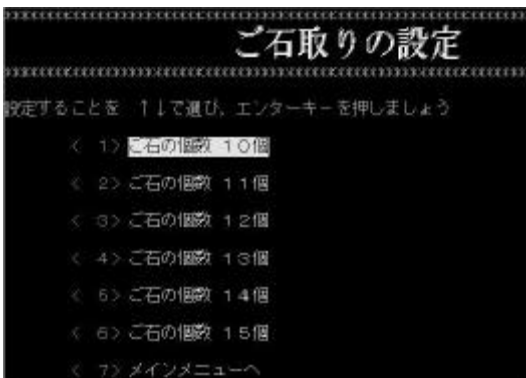 ご石取りの設定
設定することを ↑↓で選び、エンターキーを押しましょう
< 1> ご石の個数 10個
< 2> ご石の個数 11個
< 3> ご石の個数 12個
< 4> ご石の個数 13個
< 5> ご石の個数 14個
< 6> ご石の個数 15個
< 7> メインメニューへ